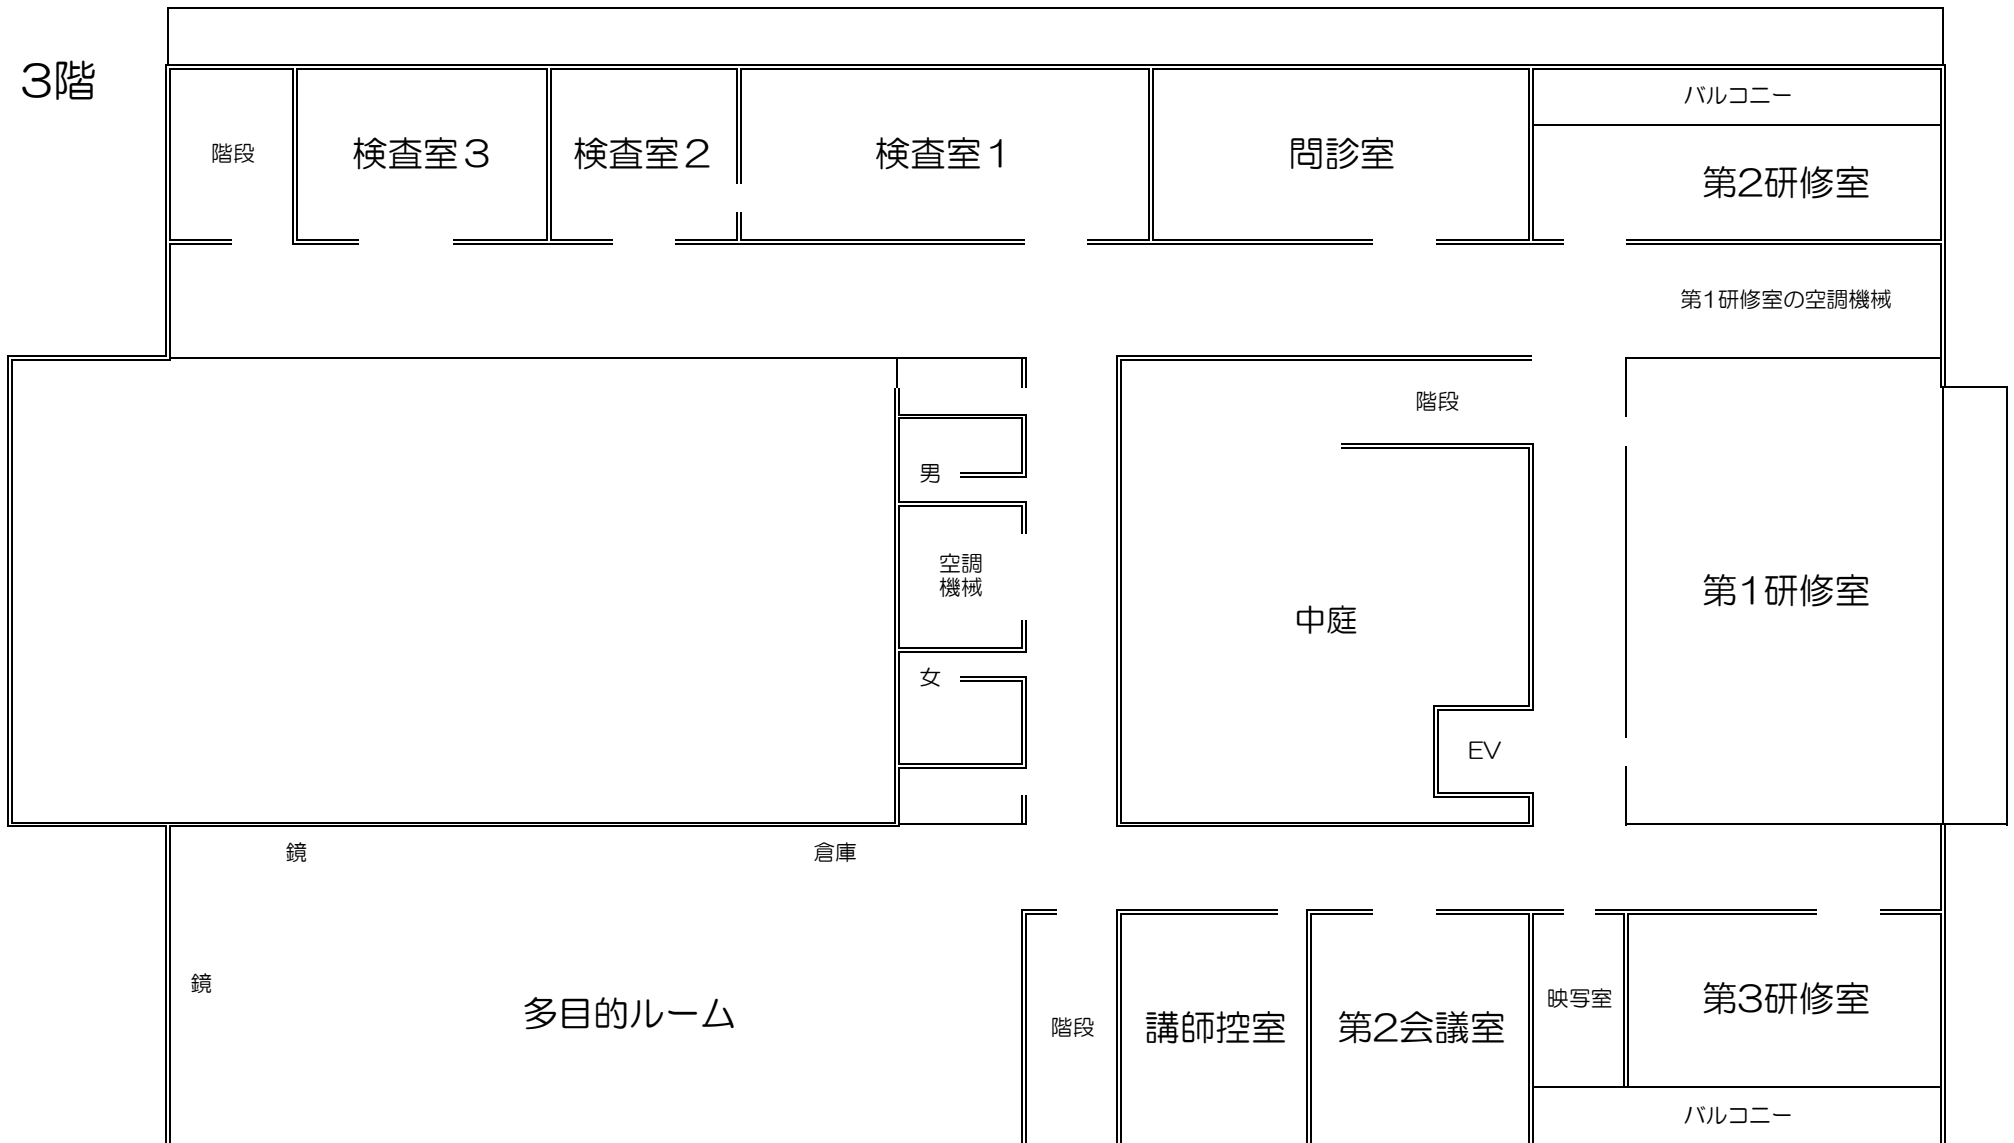 3階
バルコニー
階段
検査室３
検査室２
検査室１
問診室
第2研修室
第1研修室の空調機械
階段
男
空調
機械
中庭
第1研修室
女
EV
鏡
倉庫
鏡
多目的ルーム
階段
講師控室
第2会議室
映写室
第3研修室
バルコニー